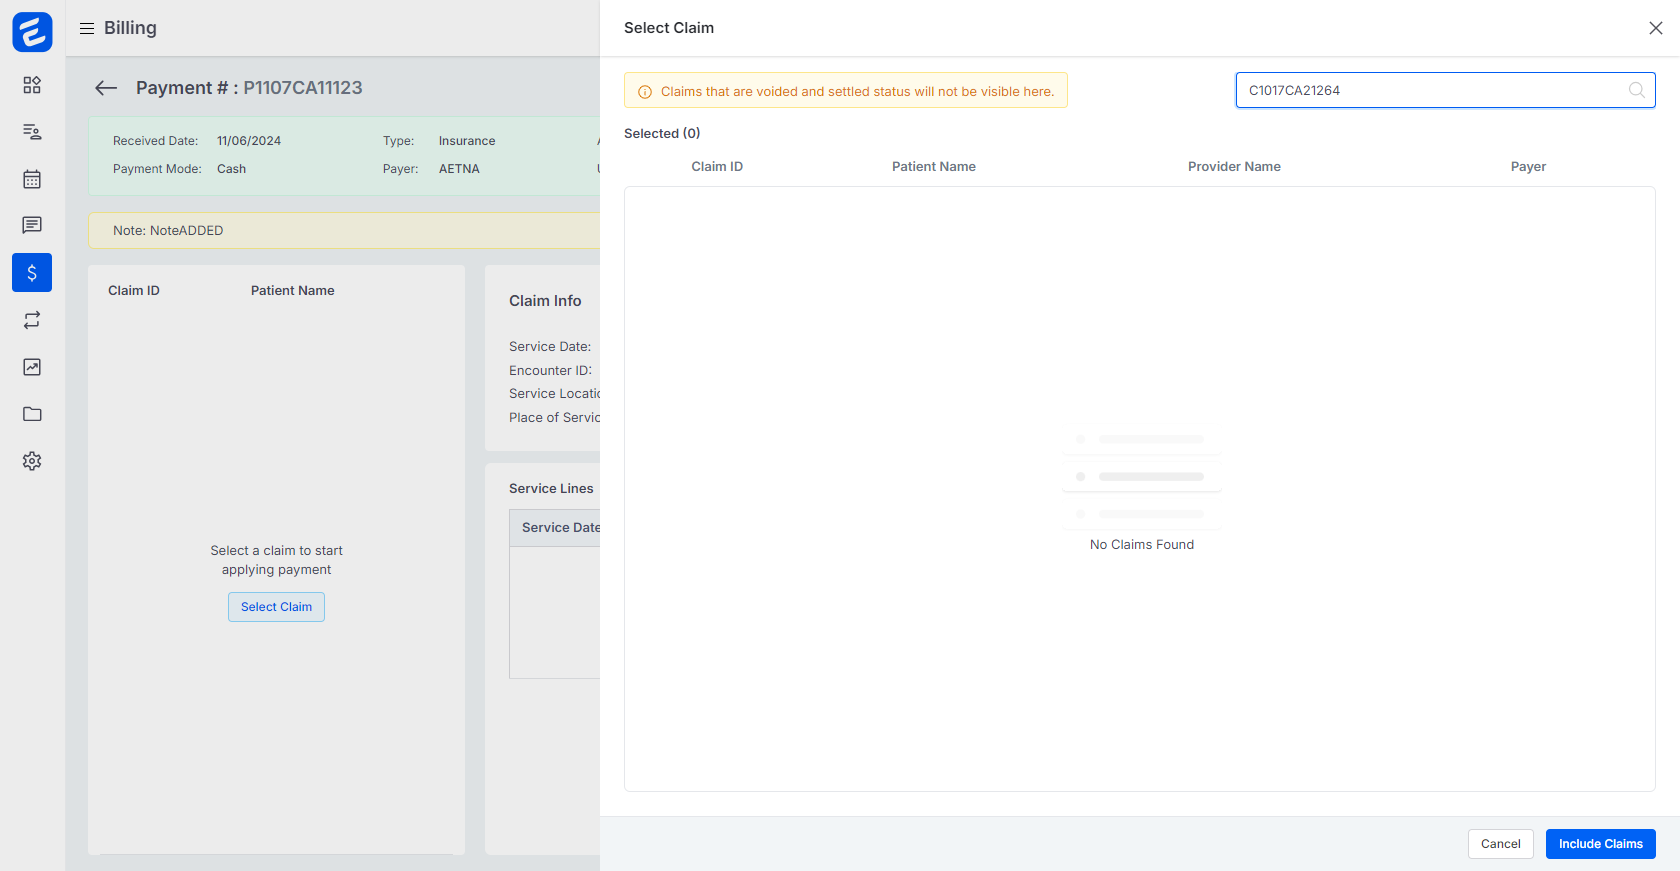 Billing
Payment # : P1107CA11123
Received Date: 11/06/2024 Type: Insurance
Payment Mode: Cash Payer: AETNA
Note: NoteADDED
Claim ID Patient Name
Select a claim to start
applying payment
Select Claim
Claim Info
Service Date:
Encounter ID:
Service Locatio
Place of Servic
Service Lines
Service Date
Select Claim
Claims that are voided and settled status will not be visible here.
C1017CA21264
Selected (0)
Claim ID Patient Name Provider Name Payer
No Claims Found
Cancel Include Claims